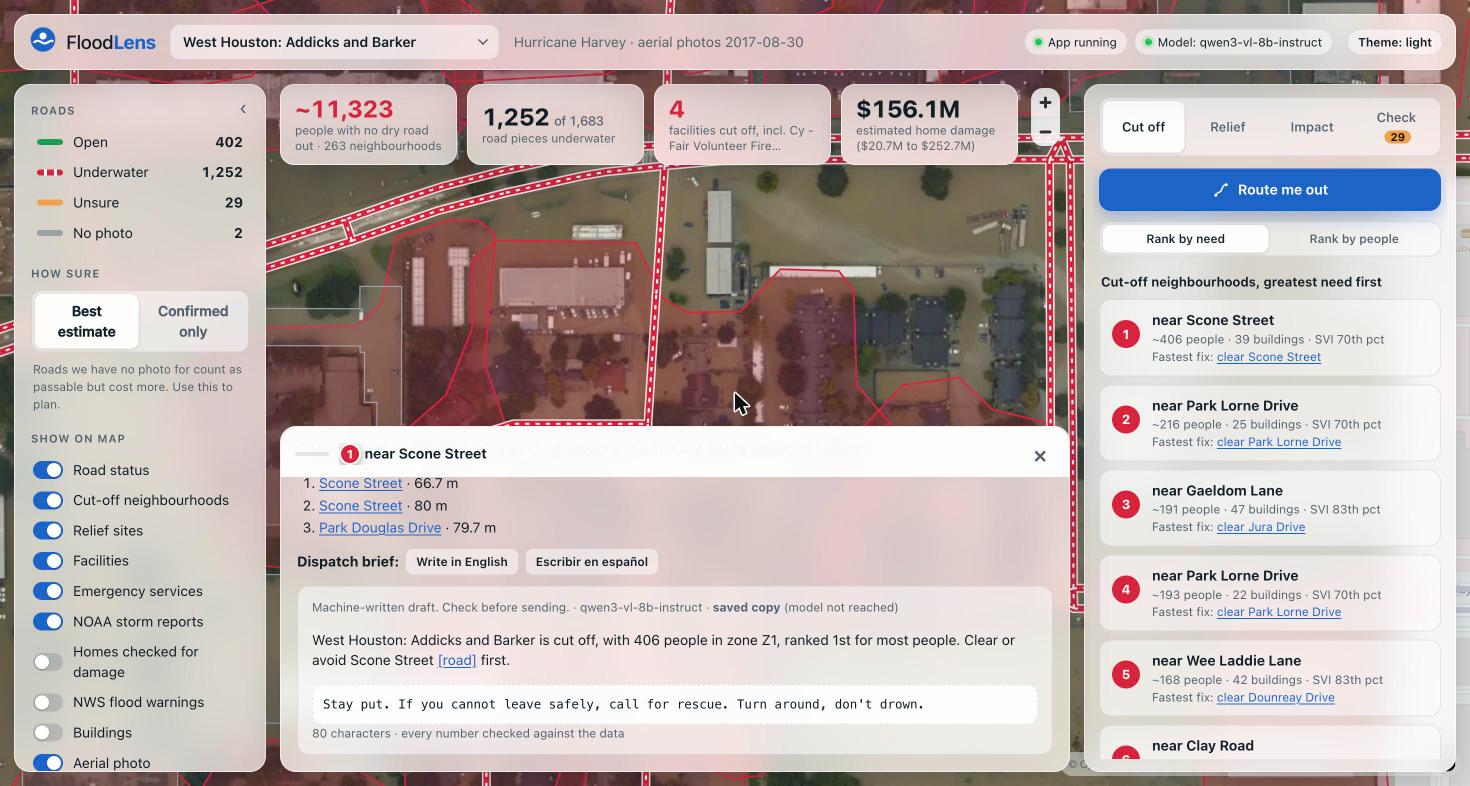 FloodLens
West Houston: Addicks and Barker
Hurricane Harvey · aerial photos 2017-08-30
App running
Model: qwen3-vl-8b-instruct
Theme: light
ROADS
Open 402
Underwater 1,252
Unsure 29
No photo 2
HOW SURE
Best
estimate
Confirmed
only
Roads we have no photo for count as
passable but cost more. Use this to
plan.
SHOW ON MAP
Road status
Cut-off neighbourhoods
Relief sites
Facilities
Emergency services
NOAA storm reports
Homes checked for
damage
NWS flood warnings
Buildings
Aerial photo
~11,323
people with no dry road
out · 263 neighbourhoods
1,252 of 1,683
road pieces underwater
4
facilities cut off, incl. Cy -
Fair Volunteer Fire...
$156.1M
estimated home damage
($20.7M to $252.7M)
+
−
1 near Scone Street
1. Scone Street · 66.7 m
2. Scone Street · 80 m
3. Park Douglas Drive · 79.7 m
Dispatch brief: Write in English Escribir en español
Machine-written draft. Check before sending. · qwen3-vl-8b-instruct · saved copy (model not reached)
West Houston: Addicks and Barker is cut off, with 406 people in zone Z1, ranked 1st for most people. Clear or
avoid Scone Street [road] first.
Stay put. If you cannot leave safely, call for rescue. Turn around, don't drown.
80 characters · every number checked against the data
Cut off
Relief
Impact
Check
29
Route me out
Rank by need
Rank by people
Cut-off neighbourhoods, greatest need first
1
near Scone Street
~406 people · 39 buildings · SVI 70th pct
Fastest fix: clear Scone Street
2
near Park Lorne Drive
~216 people · 25 buildings · SVI 70th pct
Fastest fix: clear Park Lorne Drive
3
near Gaeldom Lane
~191 people · 47 buildings · SVI 83th pct
Fastest fix: clear Jura Drive
4
near Park Lorne Drive
~193 people · 22 buildings · SVI 70th pct
Fastest fix: clear Park Lorne Drive
5
near Wee Laddie Lane
~168 people · 42 buildings · SVI 83th pct
Fastest fix: clear Dounreay Drive
near Clay Road